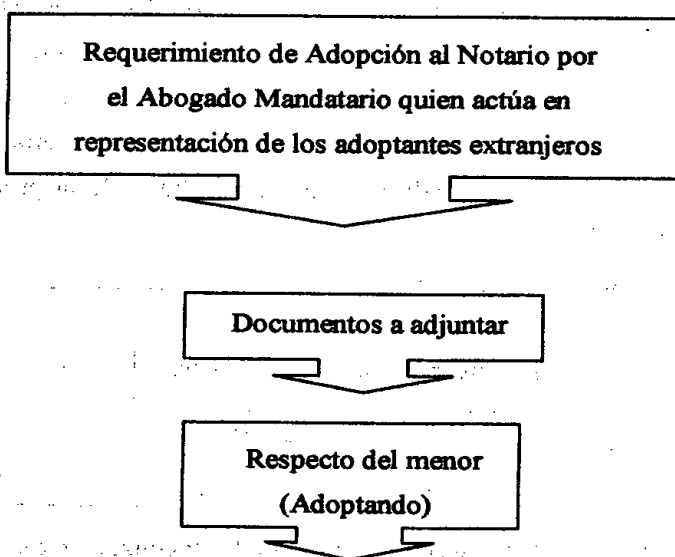 Requerimiento de Adopción al Notario por
el Abogado Mandatario quien actúa en
representación de los adoptantes extranjeros
Documentos a adjuntar
Respecto del menor
(Adoptando)